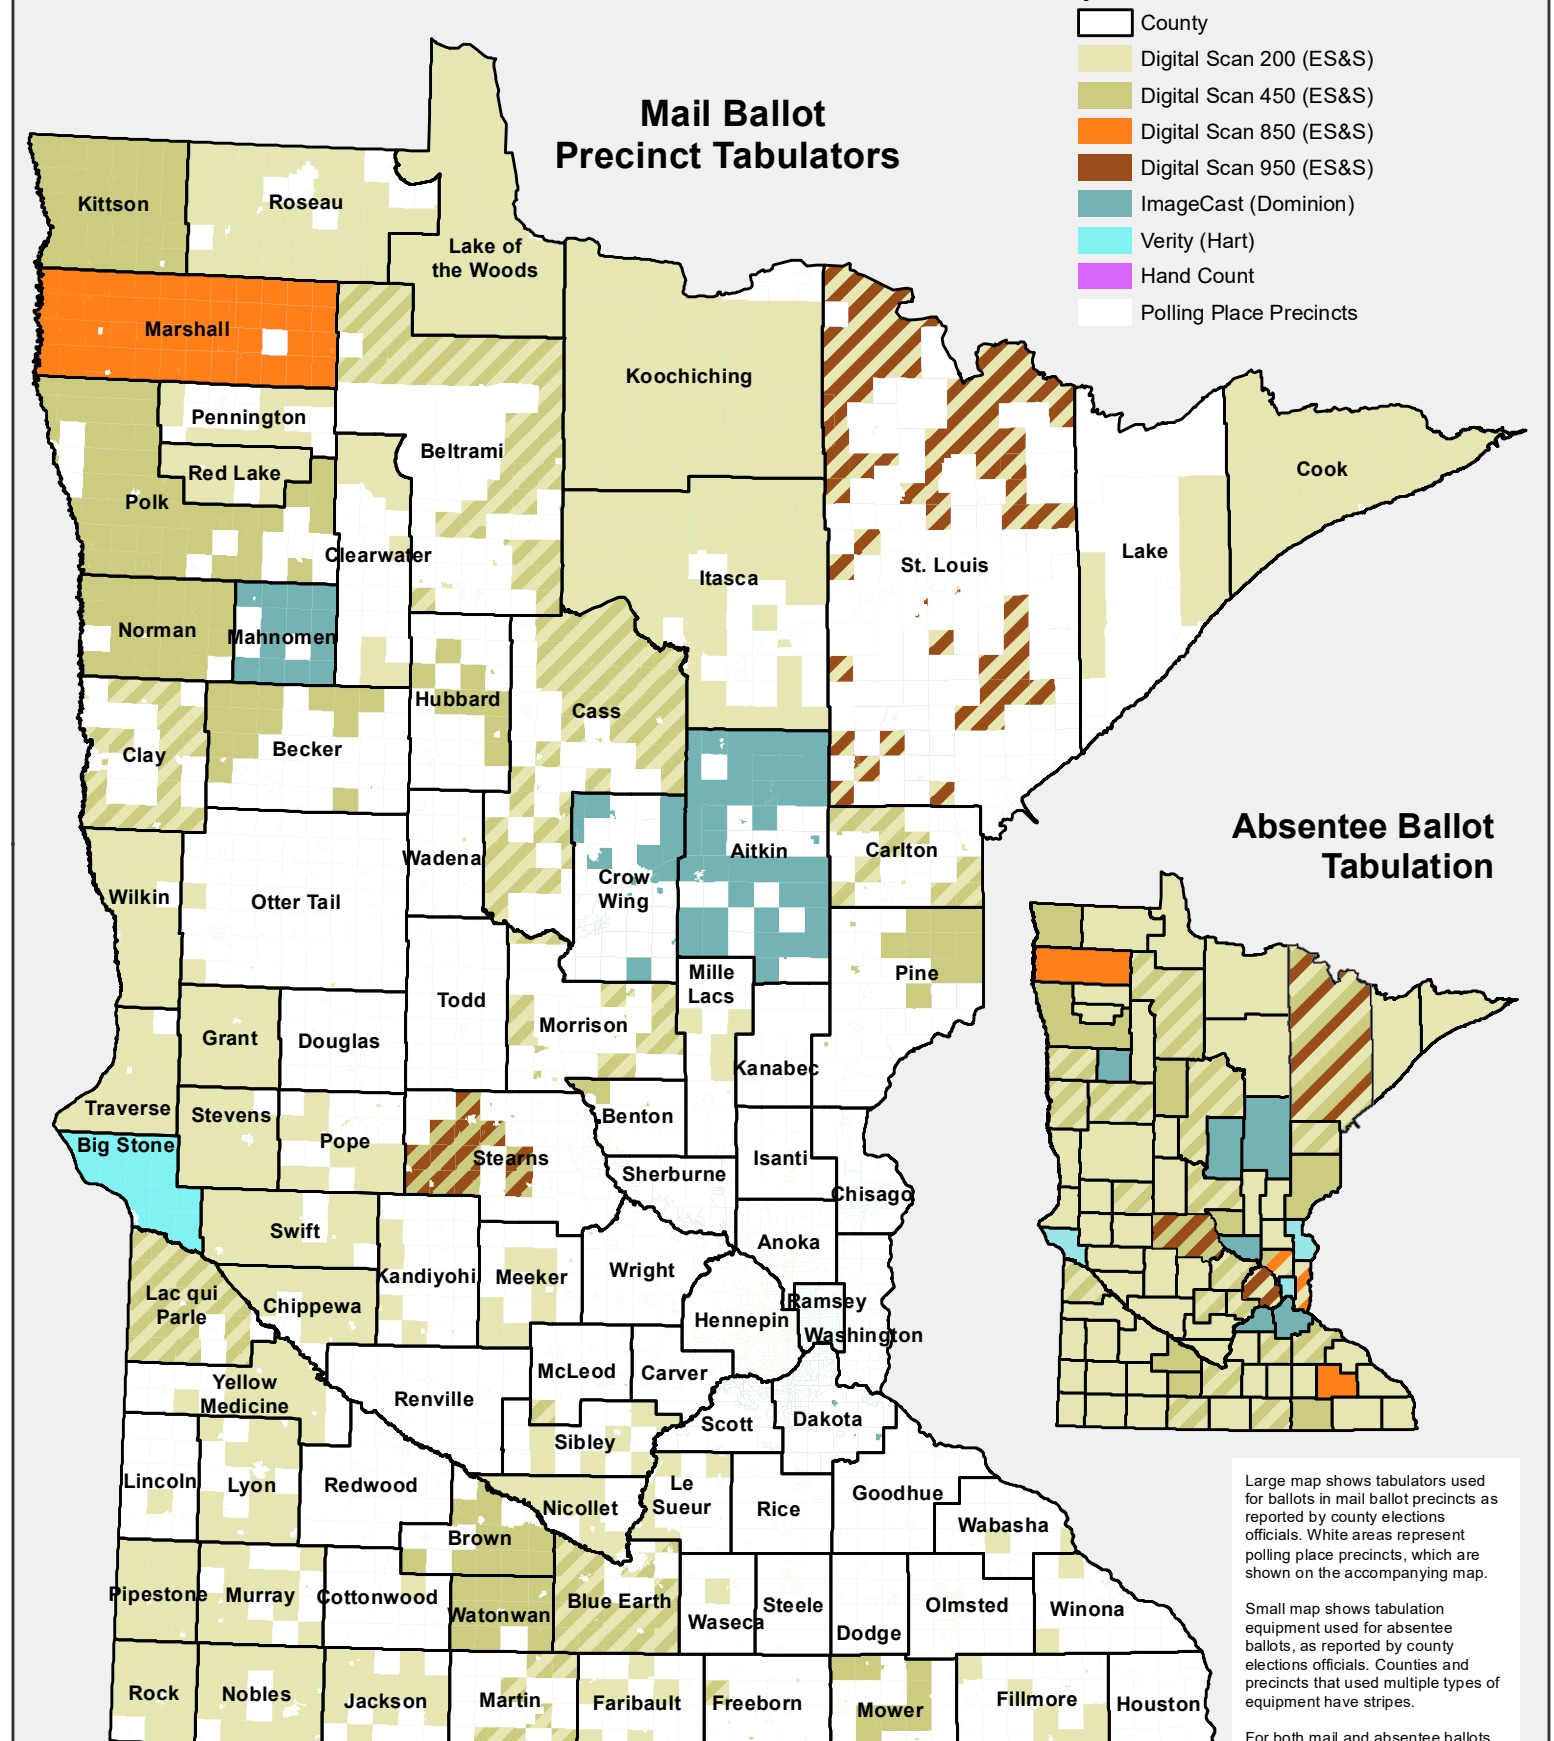 County
Digital Scan 200 (ES&S)
Digital Scan 450 (ES&S)
Digital Scan 850 (ES&S)
Digital Scan 950 (ES&S)
ImageCast (Dominion)
Verity (Hart)
Hand Count
Polling Place Precincts
Mail Ballot
Precinct Tabulators
Kittson
Roseau
Lake of
the Woods
Marshall
Koochiching
Pennington
Beltrami
Red Lake
Cook
Polk
Clearwater
Itasca
St. Louis
Lake
Norman
Mahnomen
Hubbard
Cass
Clay
Becker
Wadena
Aitkin
Carlton
Crow
Wing
Wilkin
Otter Tail
Mille
Lacs
Pine
Todd
Morrison
Grant
Douglas
Kanabec
Traverse
Stevens
Benton
Big Stone
Pope
Stearns
Isanti
Sherburne
Chisago
Swift
Anoka
Kandiyohi
Meeker
Wright
Lac qui
Parle
Chippewa
Ramsey
Hennepin
Washington
McLeod
Carver
Yellow
Medicine
Renville
Scott
Dakota
Sibley
Lincoln
Lyon
Redwood
Le
Sueur
Rice
Goodhue
Nicollet
Wabasha
Brown
Pipestone
Murray
Cottonwood
Watonwan
Blue Earth
Waseca
Steele
Dodge
Olmsted
Winona
Rock
Nobles
Jackson
Martin
Faribault
Freeborn
Mower
Fillmore
Houston
Absentee Ballot
Tabulation
Large map shows tabulators used
for ballots in mail ballot precincts as
reported by county elections
officials. White areas represent
polling place precincts, which are
shown on the accompanying map.
Small map shows tabulation
equipment used for absentee
ballots, as reported by county
elections officials. Counties and
precincts that used multiple types of
equipment have stripes.
For both mail and absentee ballots